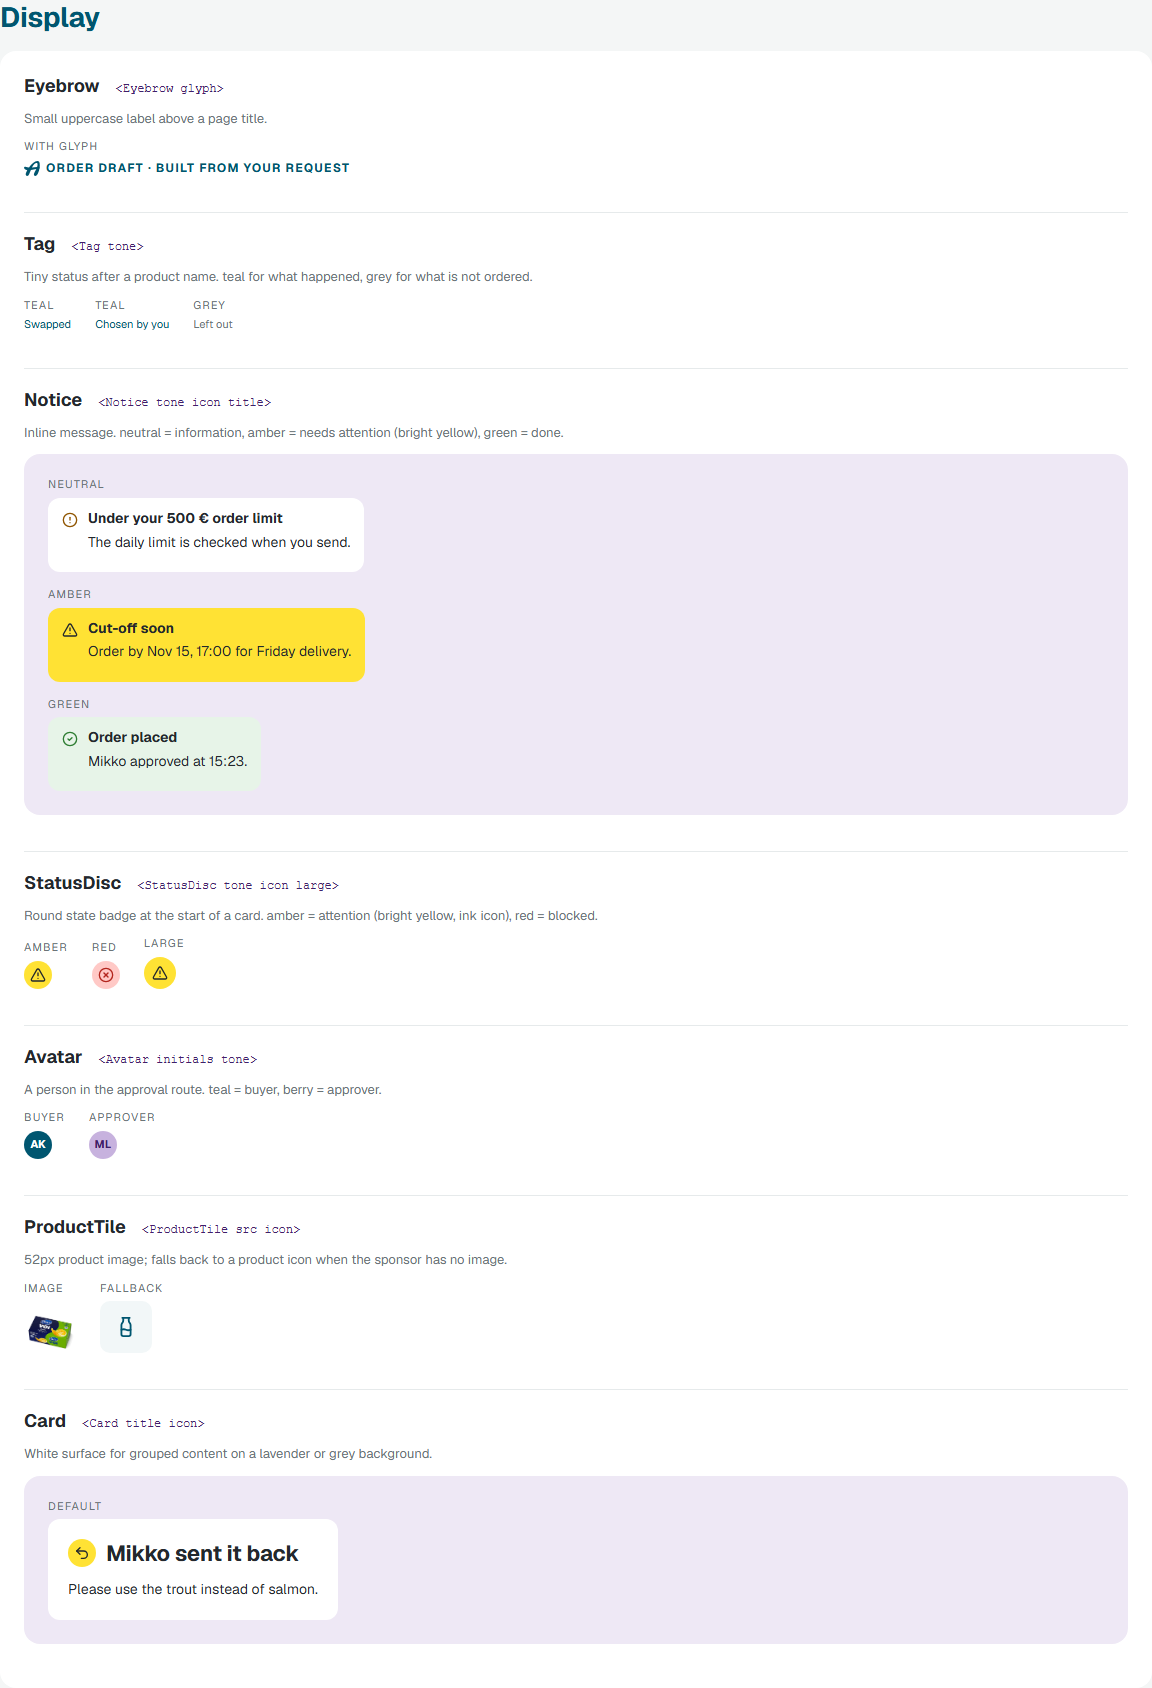 Display
Eyebrow <Eyebrow glyph>
Small uppercase label above a page title.
WITH GLYPH
ORDER DRAFT · BUILT FROM YOUR REQUEST
Tag <Tag tone>
Tiny status after a product name. teal for what happened, grey for what is not ordered.
TEAL TEAL GREY
Swapped Chosen by you Left out
Notice <Notice tone icon title>
Inline message. neutral = information, amber = needs attention (bright yellow), green = done.
NEUTRAL
Under your 500 € order limit
The daily limit is checked when you send.
AMBER
Cut-off soon
Order by Nov 15, 17:00 for Friday delivery.
GREEN
Order placed
Mikko approved at 15:23.
StatusDisc <StatusDisc tone icon large>
Round state badge at the start of a card. amber = attention (bright yellow, ink icon), red = blocked.
AMBER RED LARGE
Avatar <Avatar initials tone>
A person in the approval route. teal = buyer, berry = approver.
BUYER APPROVER
AK ML
ProductTile <ProductTile src icon>
52px product image; falls back to a product icon when the sponsor has no image.
IMAGE FALLBACK
Card <Card title icon>
White surface for grouped content on a lavender or grey background.
DEFAULT
Mikko sent it back
Please use the trout instead of salmon.